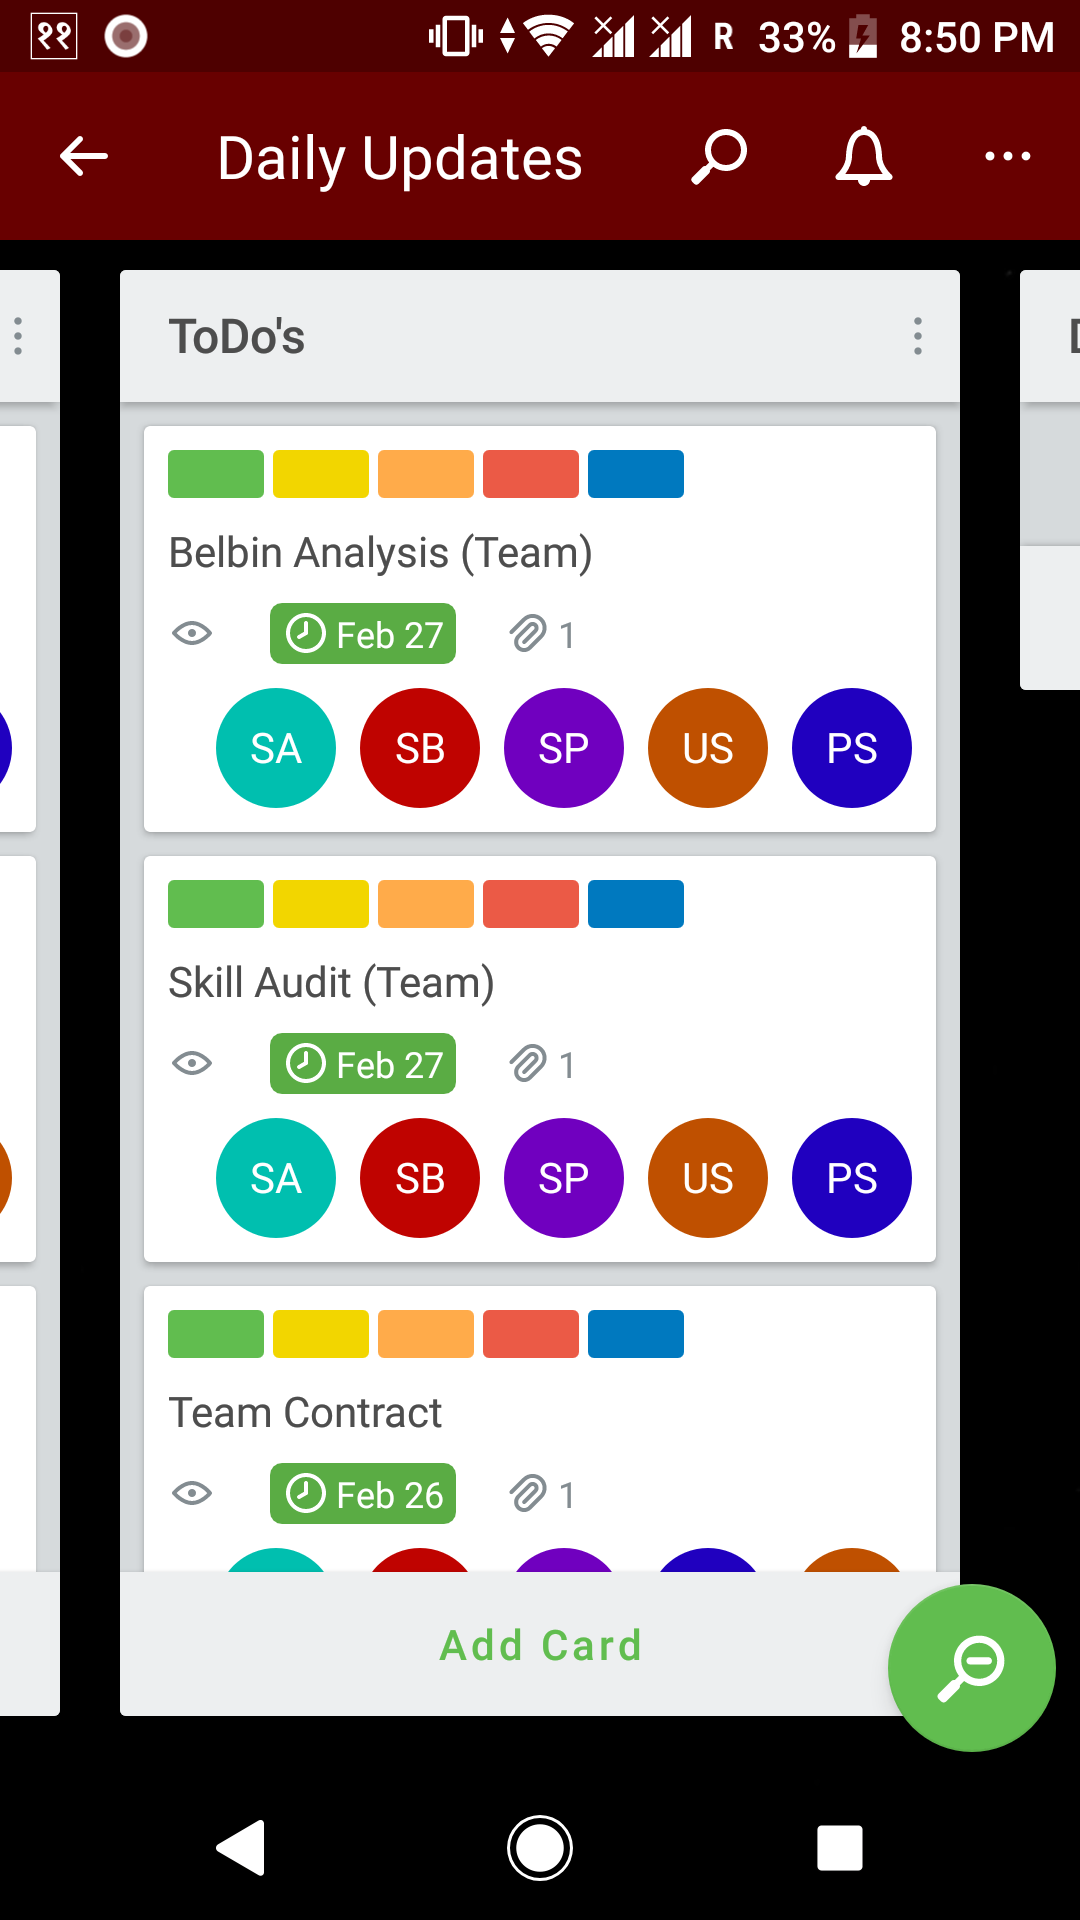 ११ R 33% 8:50 PM
Daily Updates
ToDo's
Belbin Analysis (Team)
Feb 27 1
SA SB SP US PS
Skill Audit (Team)
Feb 27 1
SA SB SP US PS
Team Contract
Feb 26 1
Add Card